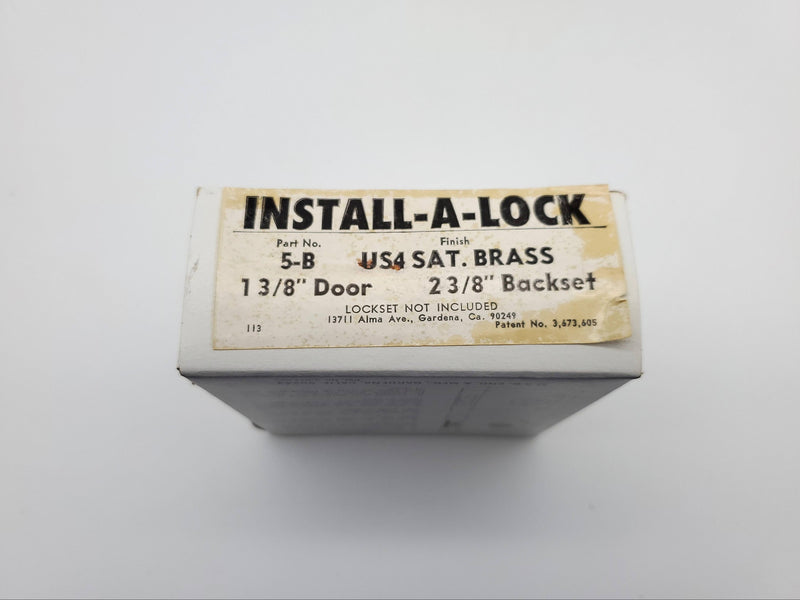 INSTALL-A-LOCK
Part No. Finish
5-B US4 SAT. BRASS
1 3/8" Door 2 3/8" Backset
LOCKSET NOT INCLUDED
13711 Alma Ave., Gardena, Ca. 90249
113 Patent No. 3,673,605